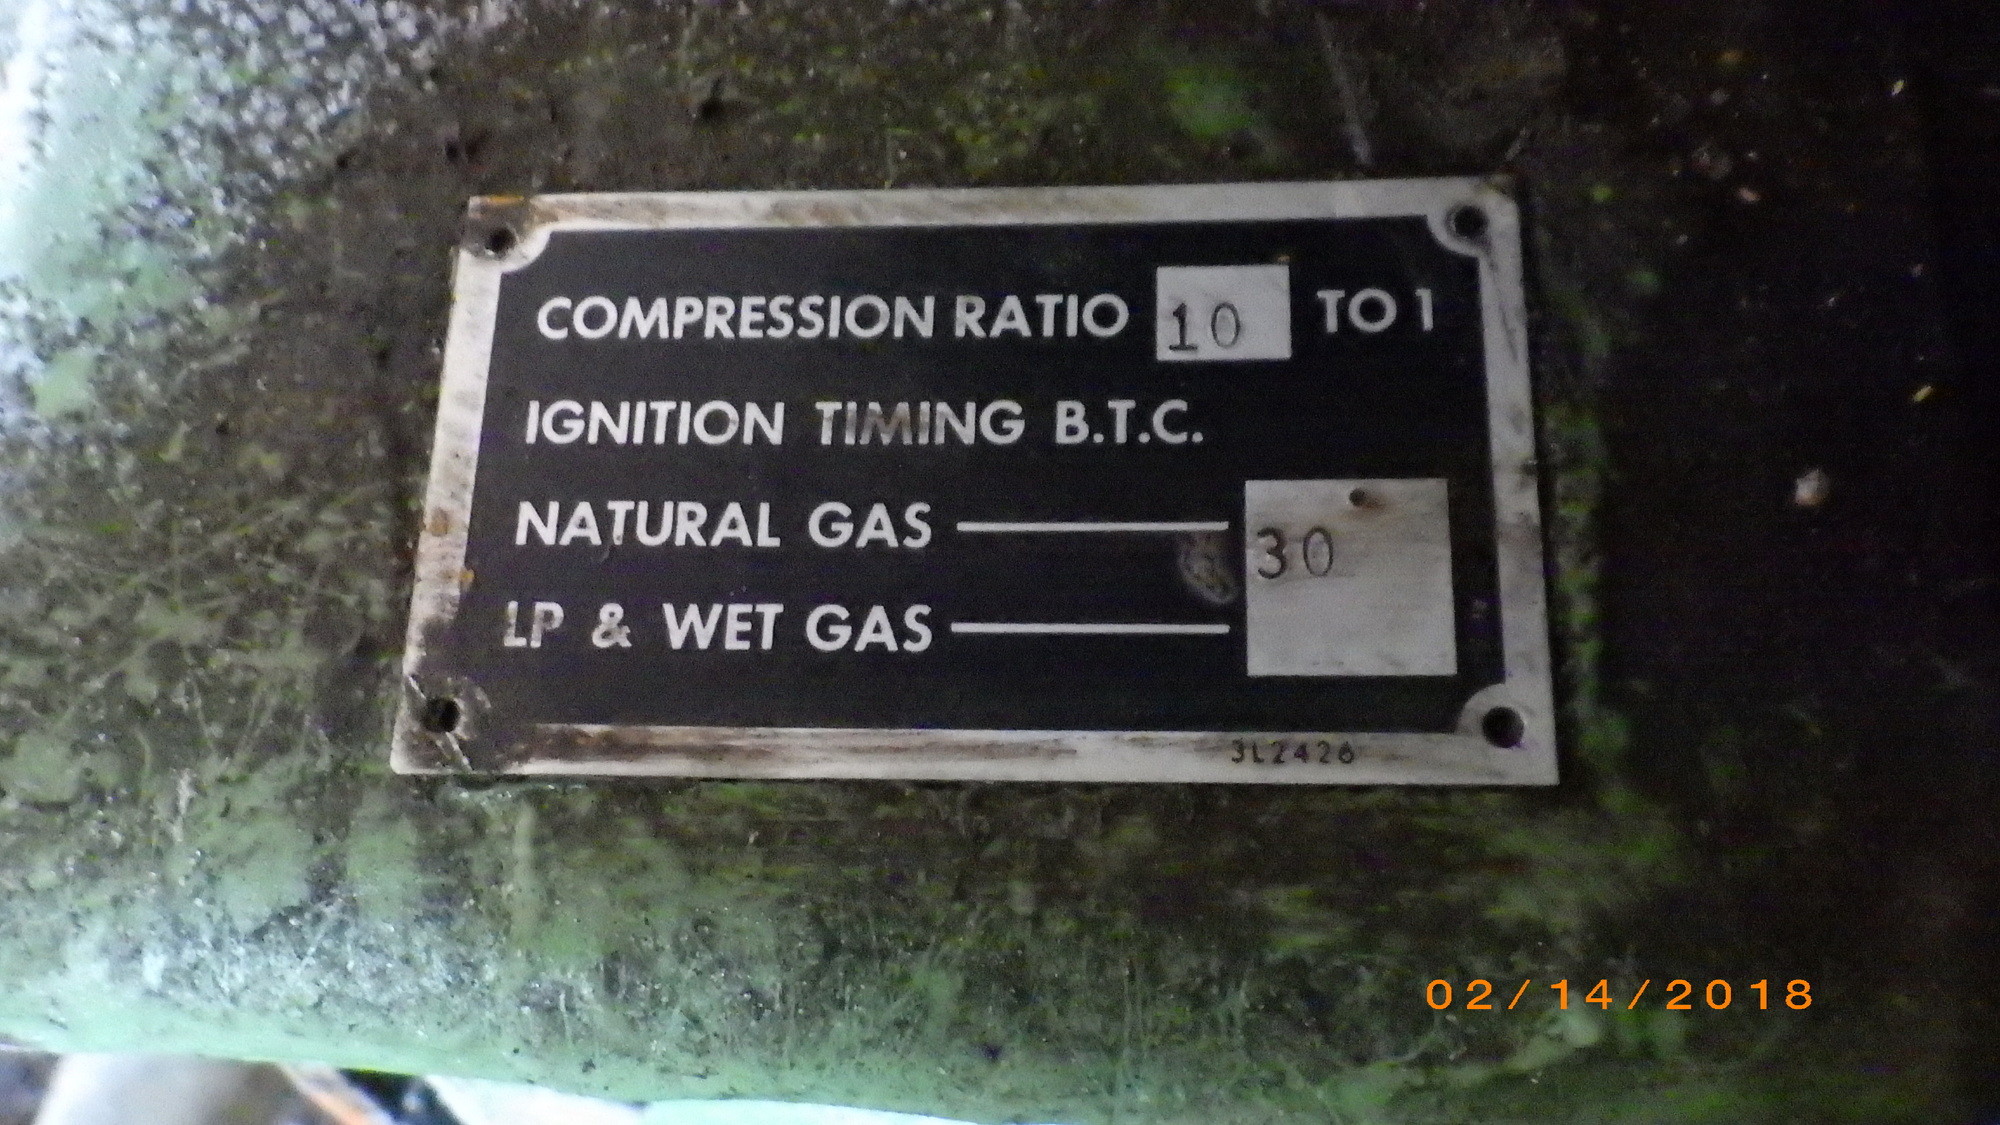 COMPRESSION RATIO 10 TO 1
IGNITION TIMING B.T.C.
NATURAL GAS 30
LP & WET GAS
3L2426
02/14/2018